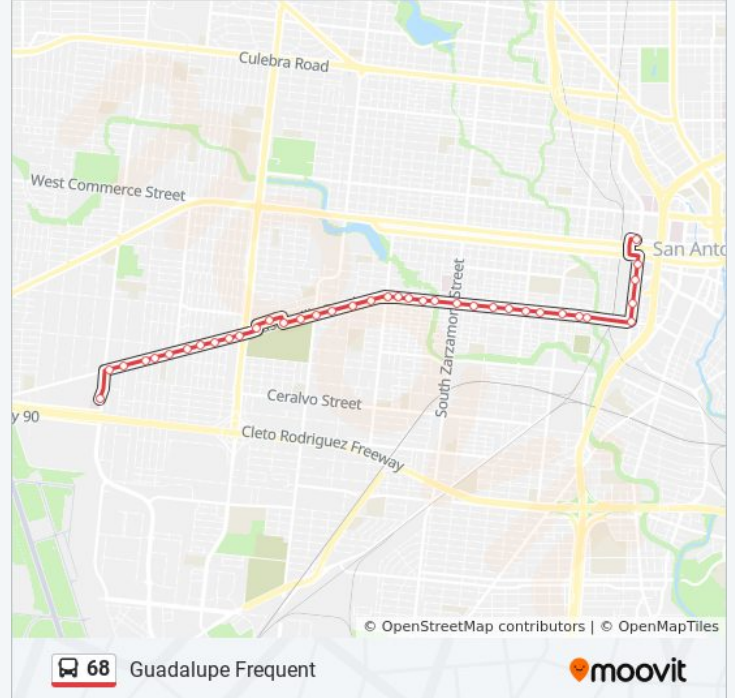 Culebra Road
West Commerce Street
San Anto
South Zarzamora Street
Ceralvo Street
y 90
Cleto Rodriguez Freeway
© OpenStreetMap contributors | © OpenMapTiles
68 Guadalupe Frequent
moovit